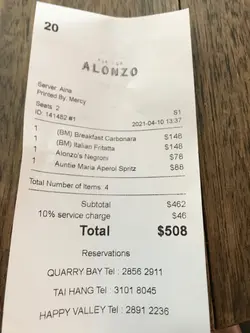 20
ALONZO
Server: Aina
Printed By: Mercy
Seats: 2
ID: 141482 #1 S1
2021-04-10 13:37
1 (BM) Breakfast Carbonara $148
1 (BM) Italian Fritatta $148
1 Alonzo's Negroni $78
1 Auntie Maria Aperol Spritz $88
Total Number of Items: 4
Subtotal $462
10% service charge $46
Total $508
Reservations
QUARRY BAY Tel : 2856 2911
TAI HANG Tel : 3101 8045
HAPPY VALLEY Tel : 2891 2236